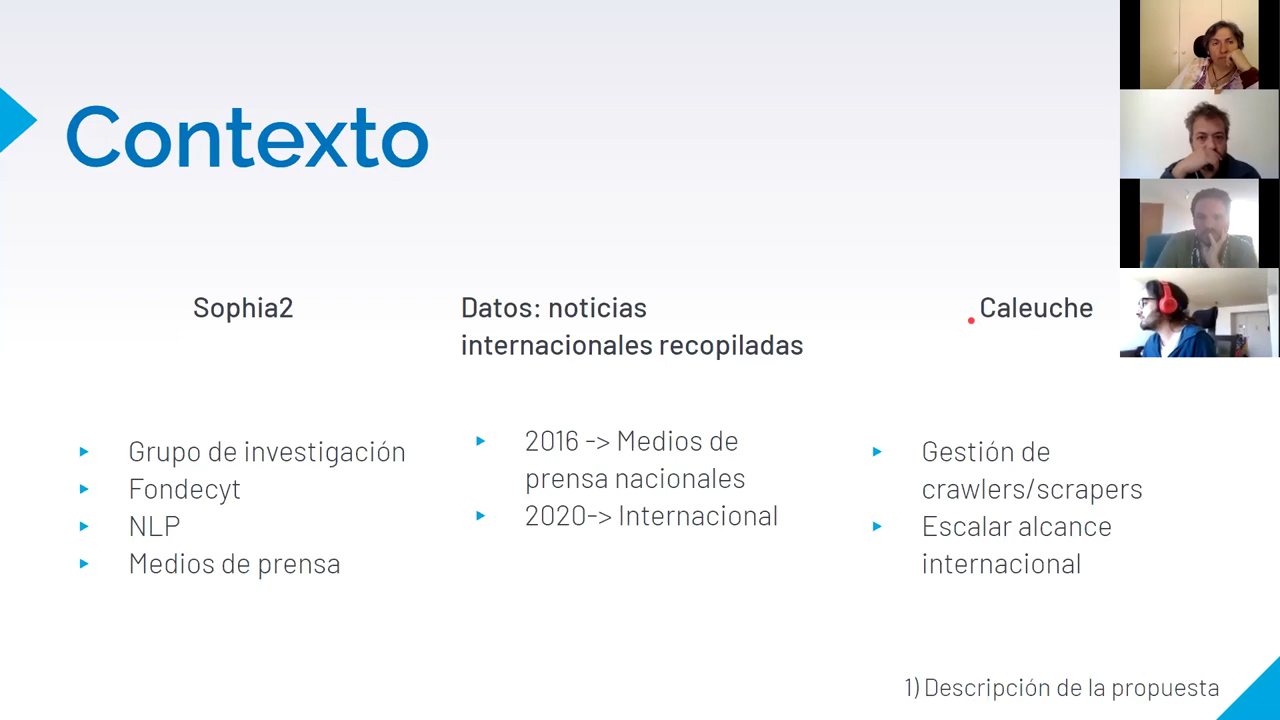 Contexto
Sophia2
Grupo de investigación
Fondecyt
NLP
Medios de prensa
Datos: noticias
internacionales recopiladas
2016 -> Medios de
prensa nacionales
2020-> Internacional
Caleuche
Gestión de
crawlers/scrapers
Escalar alcance
internacional
1) Descripción de la propuesta